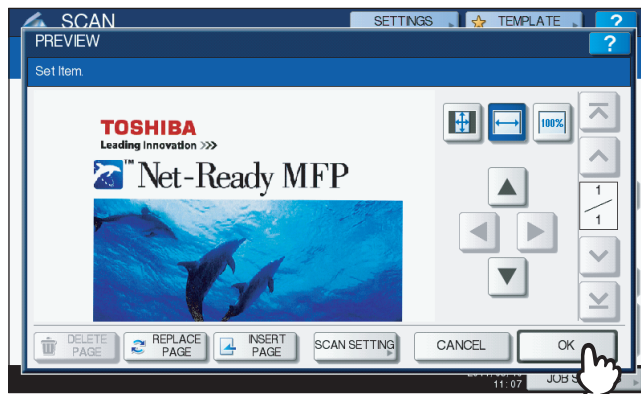 SCAN
SETTINGS
TEMPLATE
?
PREVIEW
?
Set Item.
TOSHIBA
Leading Innovation >>>
™ Net-Ready MFP
100%
1
1
DELETE
PAGE
REPLACE
PAGE
INSERT
PAGE
SCAN SETTING
CANCEL
OK
11:07
JOB S